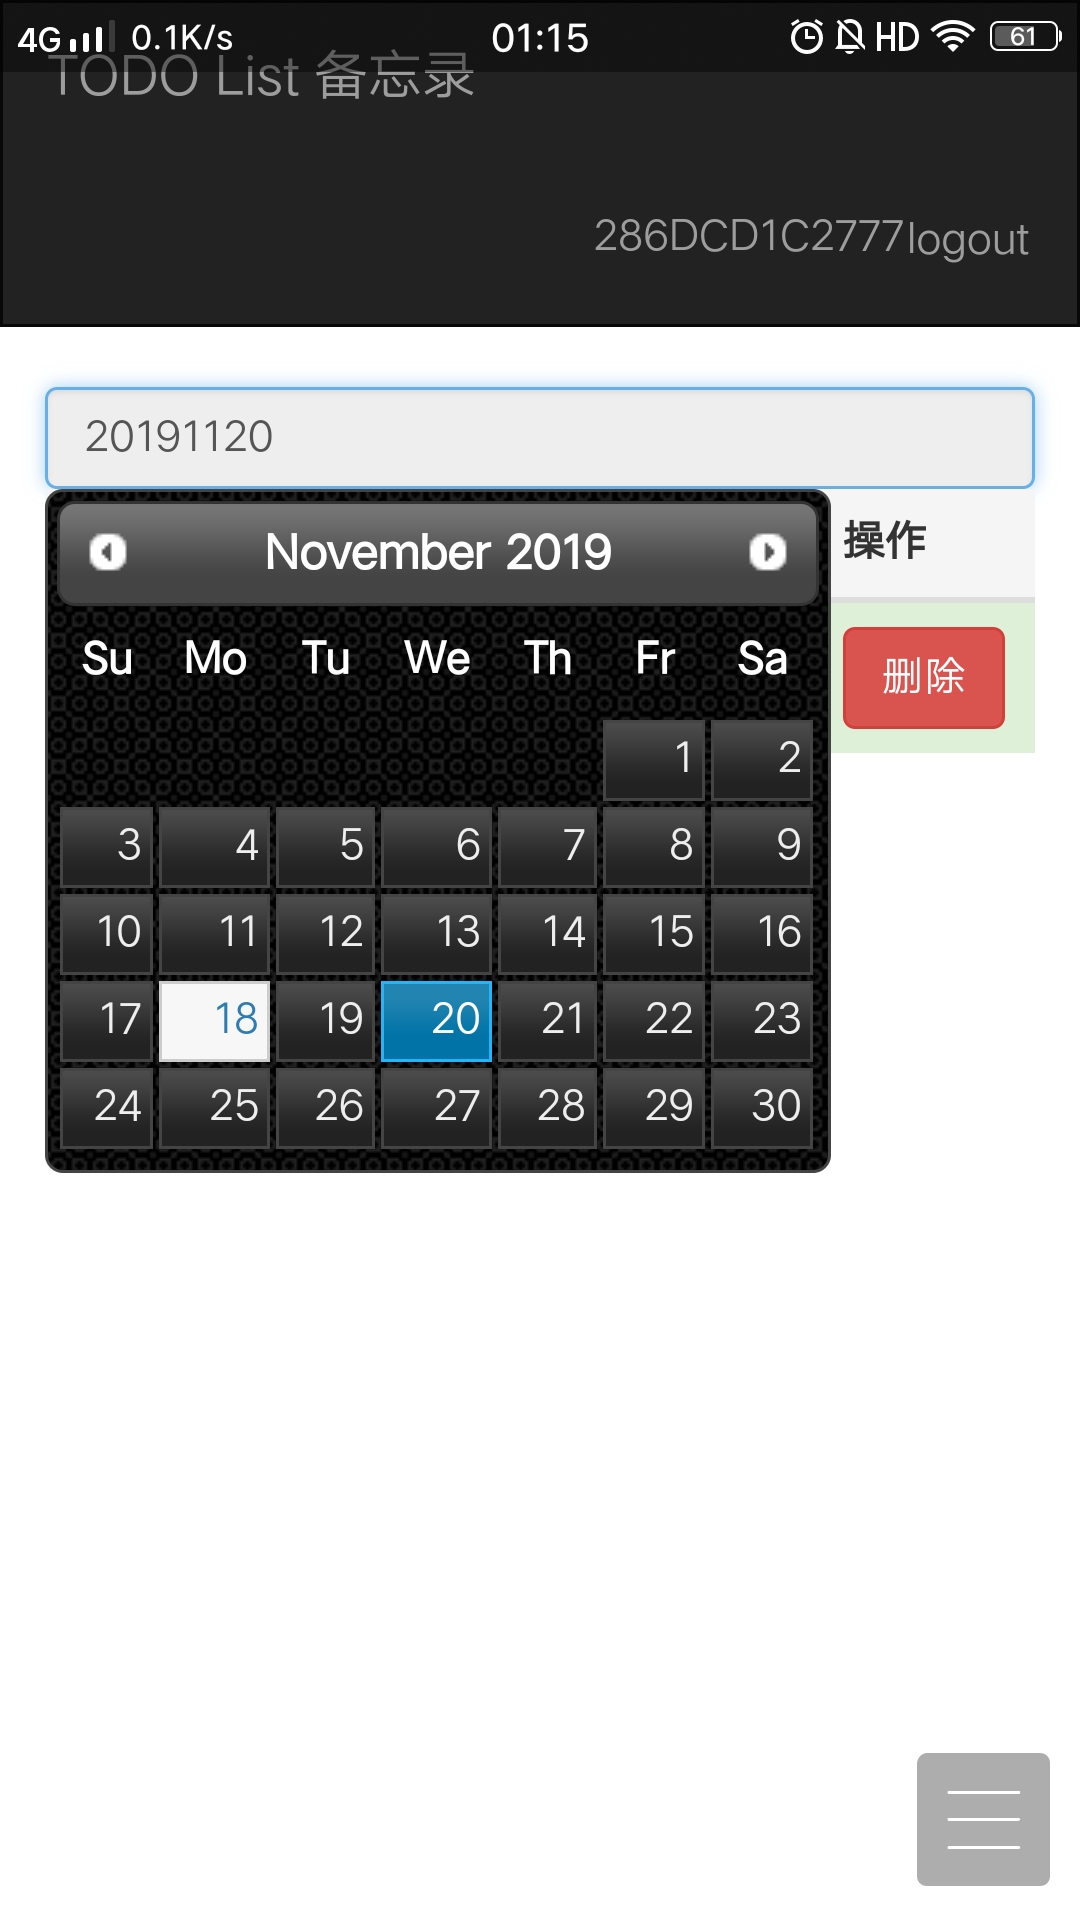 4G 0.1K/s 01:15 HD 61
TODO List 备忘录
286DCD1C2777logout
20191120
November 2019 操作
Su Mo Tu We Th Fr Sa
删除
1 2
3 4 5 6 7 8 9
10 11 12 13 14 15 16
17 18 19 20 21 22 23
24 25 26 27 28 29 30